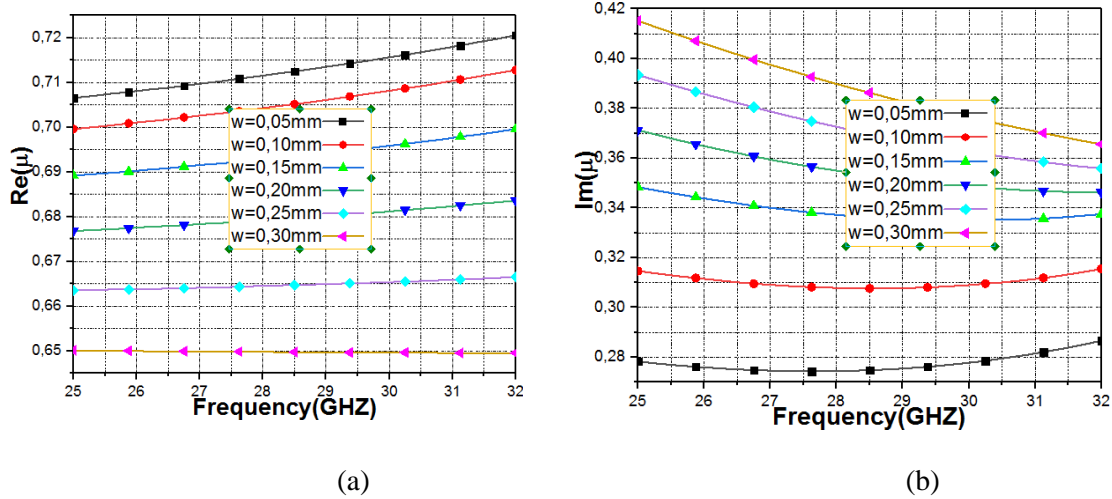 0,72
0,71
0,70
0,69
0,68
0,67
0,66
0,65
Re(μ)
w=0,05mm
w=0,10mm
w=0,15mm
w=0,20mm
w=0,25mm
w=0,30mm
25 26 27 28 29 30 31 32
Frequency(GHZ)
(a)
0,42
0,40
0,38
0,36
0,34
0,32
0,30
0,28
Im(μ)
w=0,05mm
w=0,10mm
w=0,15mm
w=0,20mm
w=0,25mm
w=0,30mm
25 26 27 28 29 30 31 32
Frequency(GHZ)
(b)